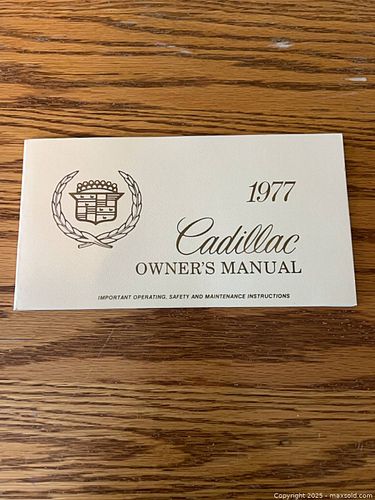 1977
Cadillac
OWNER'S MANUAL
IMPORTANT OPERATING, SAFETY AND MAINTENANCE INSTRUCTIONS
Copyright © 2025 - maxsold.com